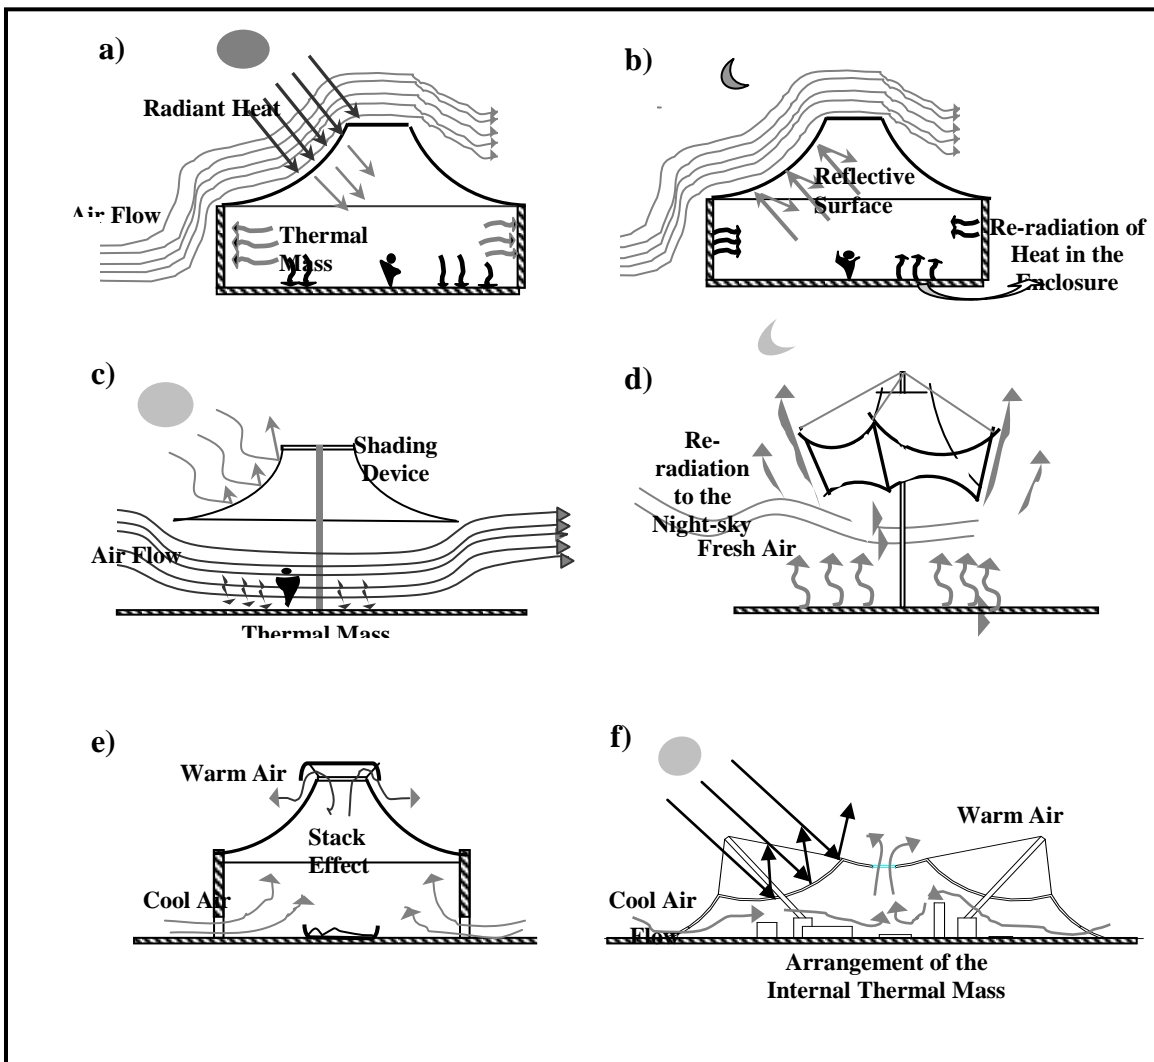 a)
Radiant Heat
Air Flow
Thermal
Mass
b)
Reflective
Surface
Re-radiation of
Heat in the
Enclosure
c)
Shading
Device
Air Flow
Thermal Mass
d)
Re-
radiation
to the
Night-sky
Fresh Air
e)
Warm Air
Stack
Effect
Cool Air
f)
Warm Air
Cool Air
Flow
Arrangement of the
Internal Thermal Mass